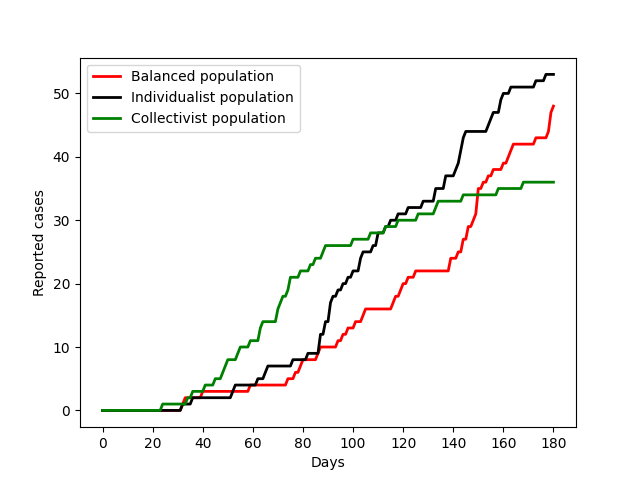 Balanced population
Individualist population
Collectivist population
Reported cases
50
40
30
20
10
0
0 20 40 60 80 100 120 140 160 180
Days